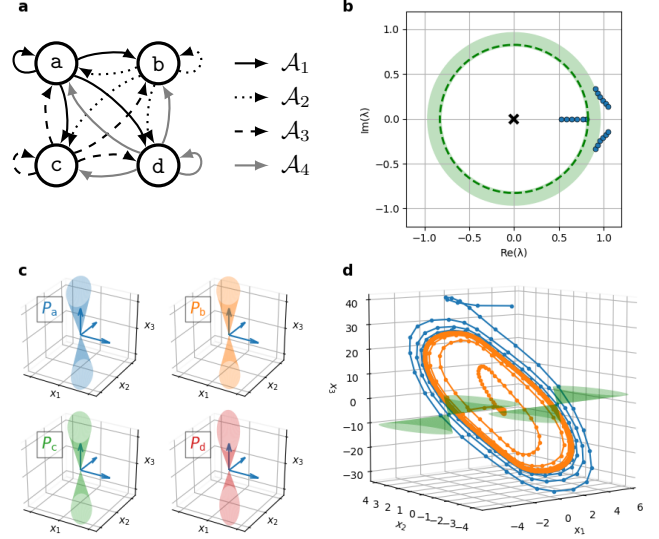 a
a
b
c
d
𝒜₁
𝒜₂
𝒜₃
𝒜₄
b
1.0
0.5
0.0
−0.5
−1.0
Im(λ)
−1.0 −0.5 0.0 0.5 1.0
Re(λ)
c
Pₐ
x₁
x₂
x₃
P_b
x₁
x₂
x₃
P_c
x₁
x₂
x₃
P_d
x₁
x₂
x₃
d
40
30
20
10
0
−10
−20
−30
x₃
4 3 2 1 0 −1 −2 −3 −4
x₂
−4 −2 0 2 4 6
x₁